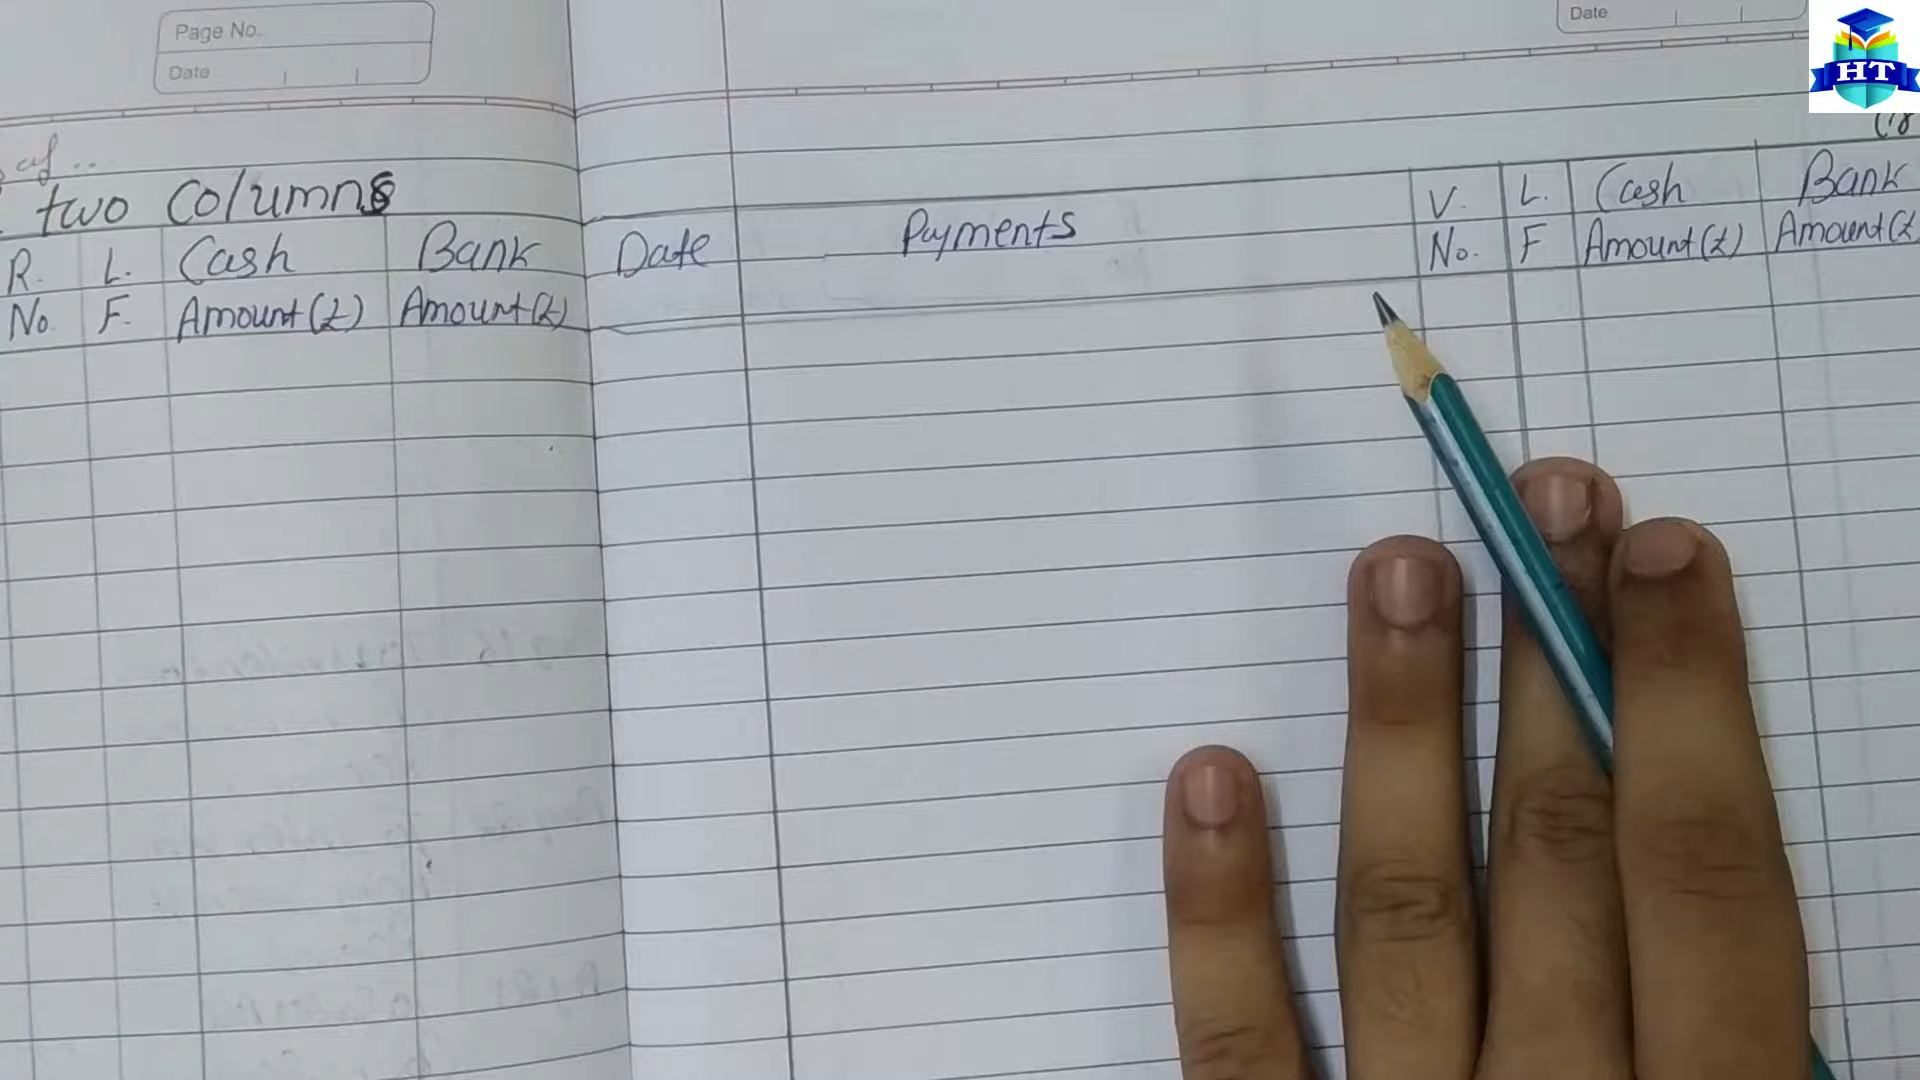 Page No.
Date
Date
HT
of ..
two columns
R. L. Cash Bank
No. F. Amount(₹) Amount(₹)
Date Payments
V. L. Cash Bank
No. F Amount(₹) Amount(₹